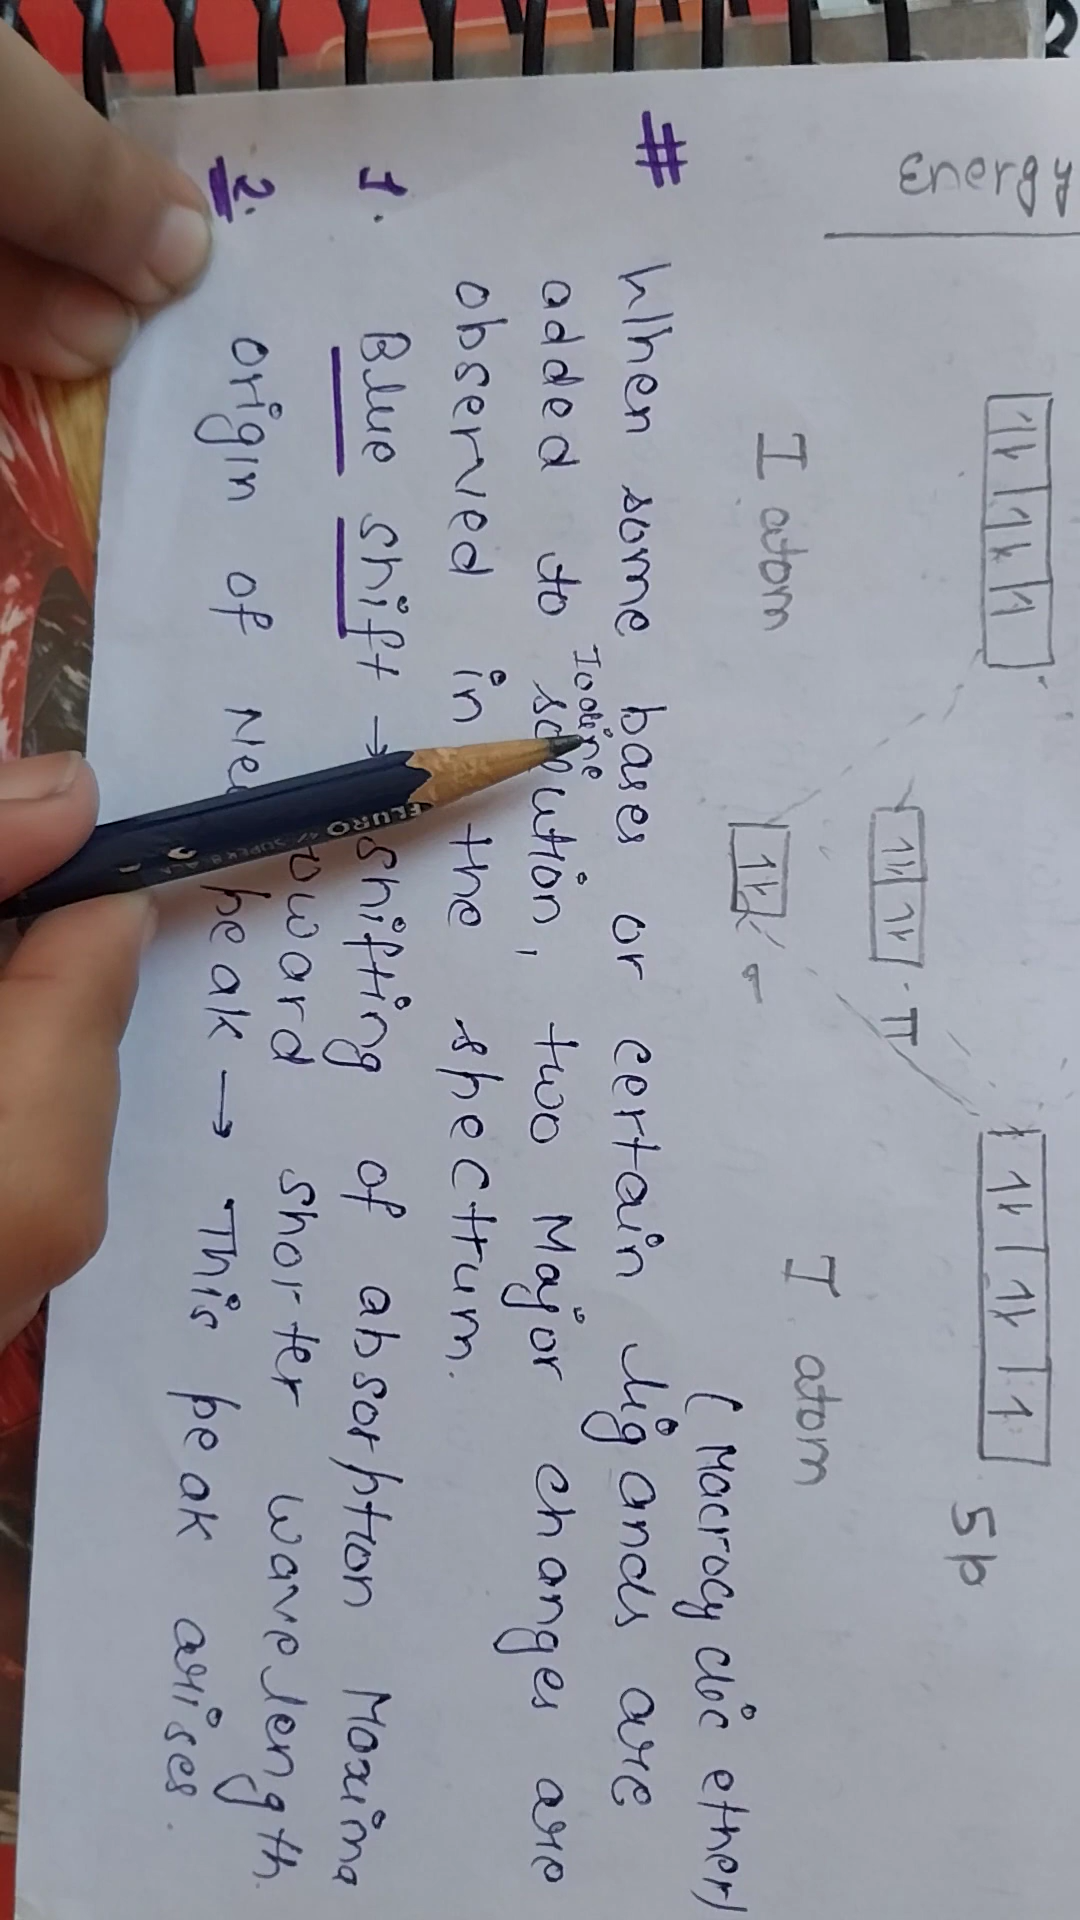 Energy
5p
π
σ
I atom
I atom
(Macrocyclic ether)
# When some bases or certain ligands are
Iodine
added to solution, two Major changes are
observed in the spectrum.
1. Blue shift → shifting of absorption Maxima
toward shorter wavelength.
2. Origin of peak → This peak arises
FLURO